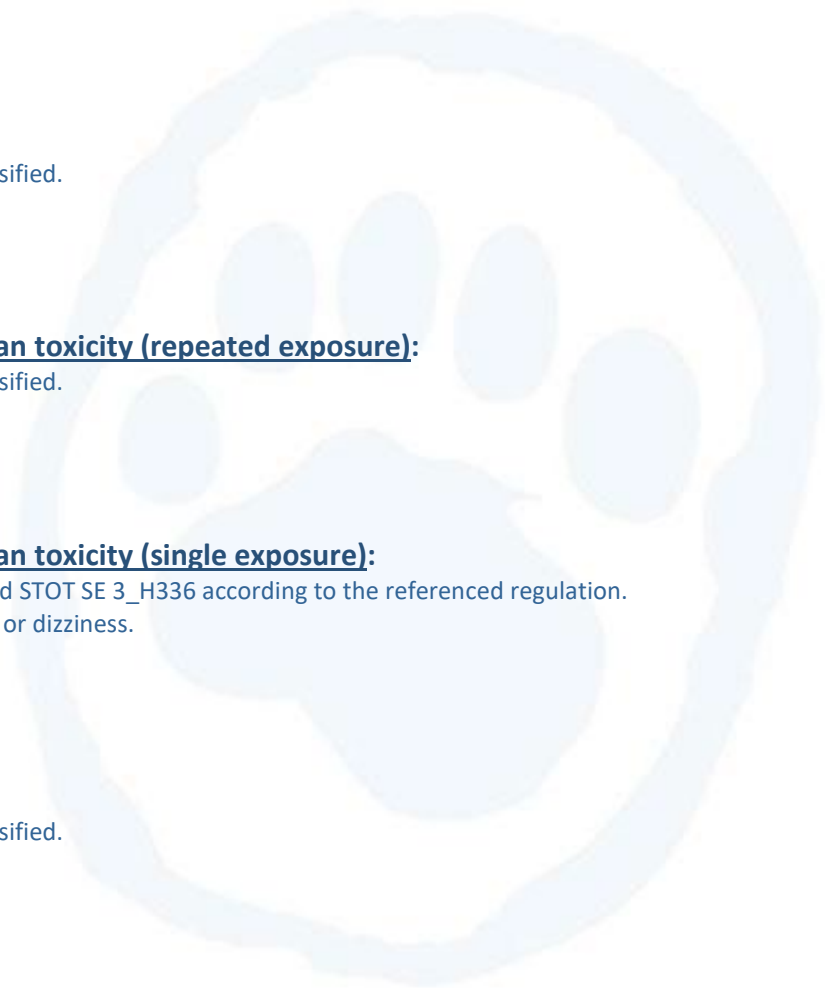 sified.
an toxicity (repeated exposure):
sified.
an toxicity (single exposure):
d STOT SE 3_H336 according to the referenced regulation.
or dizziness.
sified.